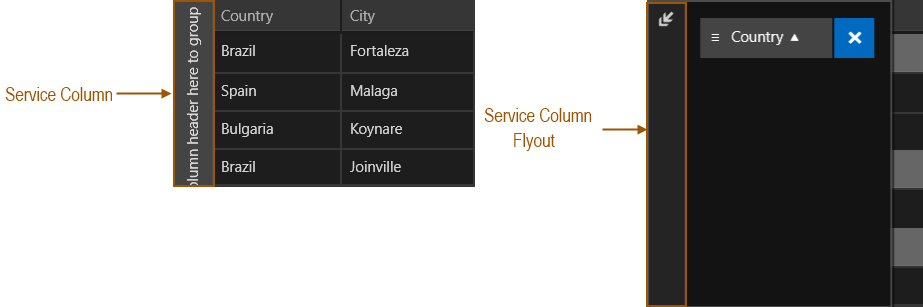 Service Column
olumn header here to group
Country City
Brazil Fortaleza
Spain Malaga
Bulgaria Koynare
Brazil Joinville
Service Column
Flyout
Country